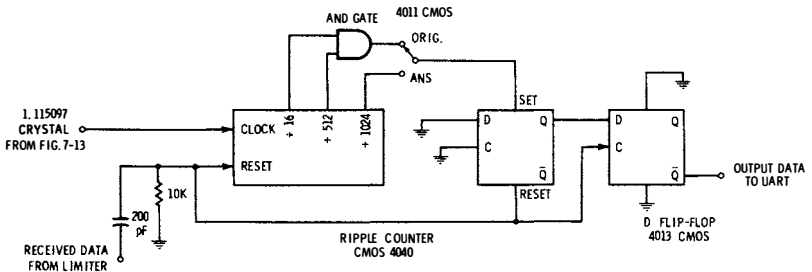 AND GATE
4011 CMOS
ORIG.
ANS
1.115097
CRYSTAL
FROM FIG. 7-13
CLOCK
÷ 16
÷ 512
÷ 1024
RESET
10K
200
pF
RECEIVED DATA
FROM LIMITER
RIPPLE COUNTER
CMOS 4040
SET
D
Q
C
Q̅
RESET
D
Q
C
Q̅
OUTPUT DATA
TO UART
D FLIP-FLOP
4013 CMOS